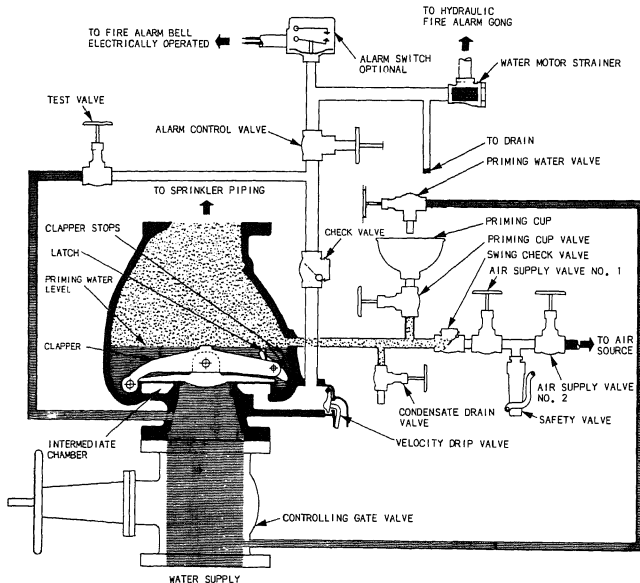 TO HYDRAULIC
FIRE ALARM GONG
TO FIRE ALARM BELL
ELECTRICALLY OPERATED
ALARM SWITCH
OPTIONAL
WATER MOTOR STRAINER
TEST VALVE
ALARM CONTROL VALVE
TO DRAIN
PRIMING WATER VALVE
TO SPRINKLER PIPING
CLAPPER STOPS
CHECK VALVE
PRIMING CUP
LATCH
PRIMING CUP VALVE
SWING CHECK VALVE
AIR SUPPLY VALVE NO. 1
PRIMING WATER
LEVEL
TO AIR
SOURCE
CLAPPER
AIR SUPPLY VALVE
NO. 2
CONDENSATE DRAIN
VALVE
SAFETY VALVE
INTERMEDIATE
CHAMBER
VELOCITY DRIP VALVE
CONTROLLING GATE VALVE
WATER SUPPLY